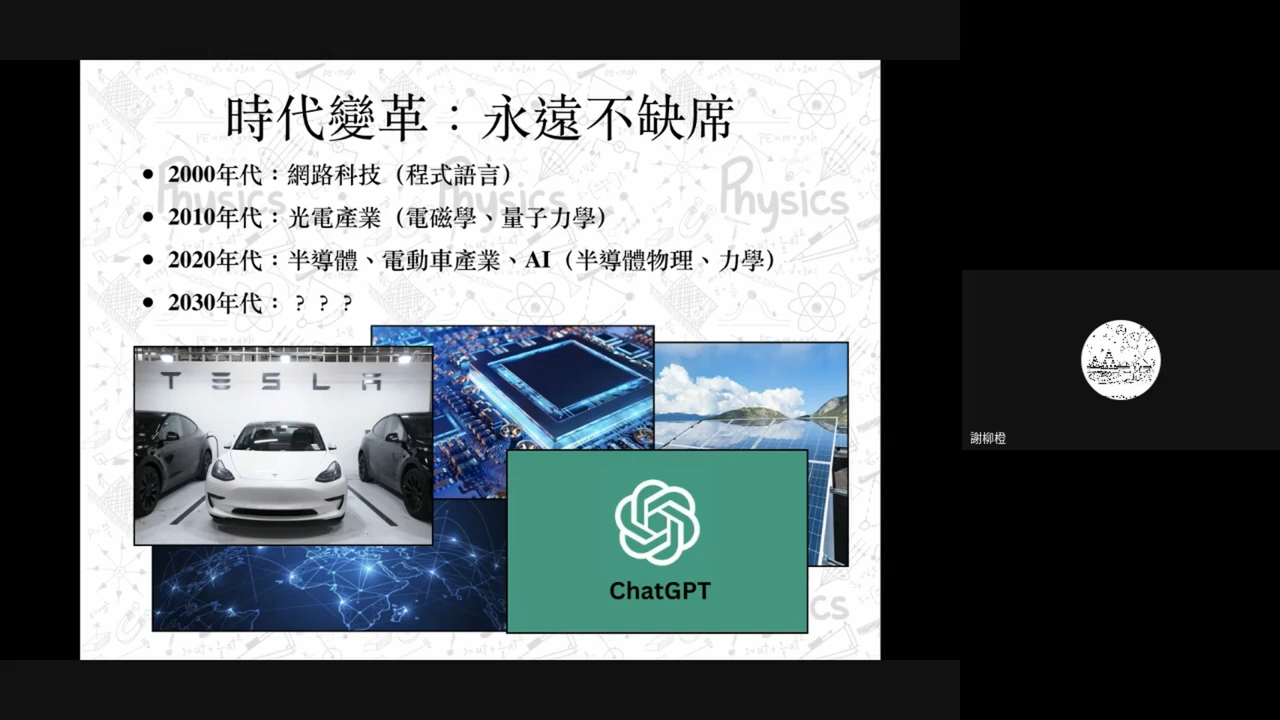 時代變革：永遠不缺席
• 2000年代：網路科技（程式語言）
• 2010年代：光電產業（電磁學、量子力學）
• 2020年代：半導體、電動車產業、AI（半導體物理、力學）
• 2030年代：？？？
Physics
Physics
Physics
TESLA
ChatGPT
謝柳橙